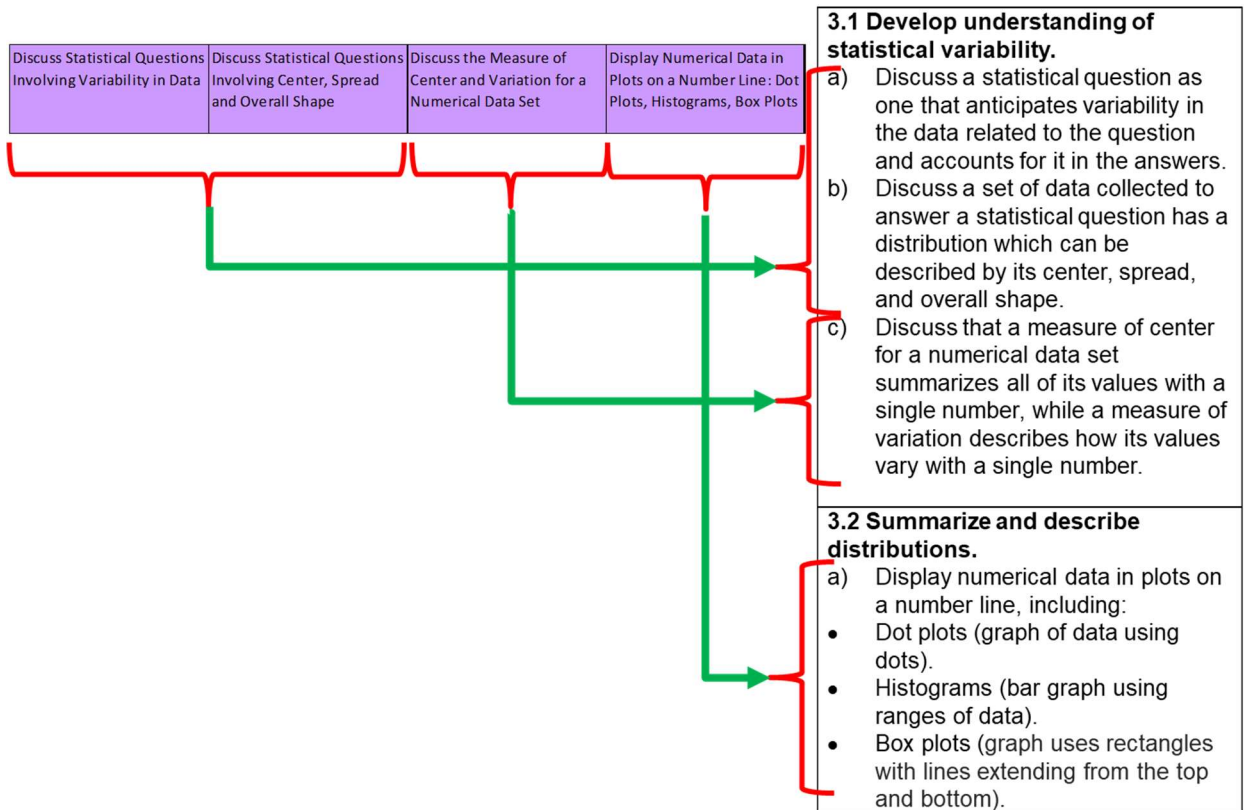 Discuss Statistical Questions
Involving Variability in Data
Discuss Statistical Questions
Involving Center, Spread
and Overall Shape
Discuss the Measure of
Center and Variation for a
Numerical Data Set
Display Numerical Data in
Plots on a Number Line: Dot
Plots, Histograms, Box Plots
3.1 Develop understanding of
statistical variability.
a) Discuss a statistical question as
one that anticipates variability in
the data related to the question
and accounts for it in the answers.
b) Discuss a set of data collected to
answer a statistical question has a
distribution which can be
described by its center, spread,
and overall shape.
c) Discuss that a measure of center
for a numerical data set
summarizes all of its values with a
single number, while a measure of
variation describes how its values
vary with a single number.
3.2 Summarize and describe
distributions.
a) Display numerical data in plots on
a number line, including:
• Dot plots (graph of data using
dots).
• Histograms (bar graph using
ranges of data).
• Box plots (graph uses rectangles
with lines extending from the top
and bottom).